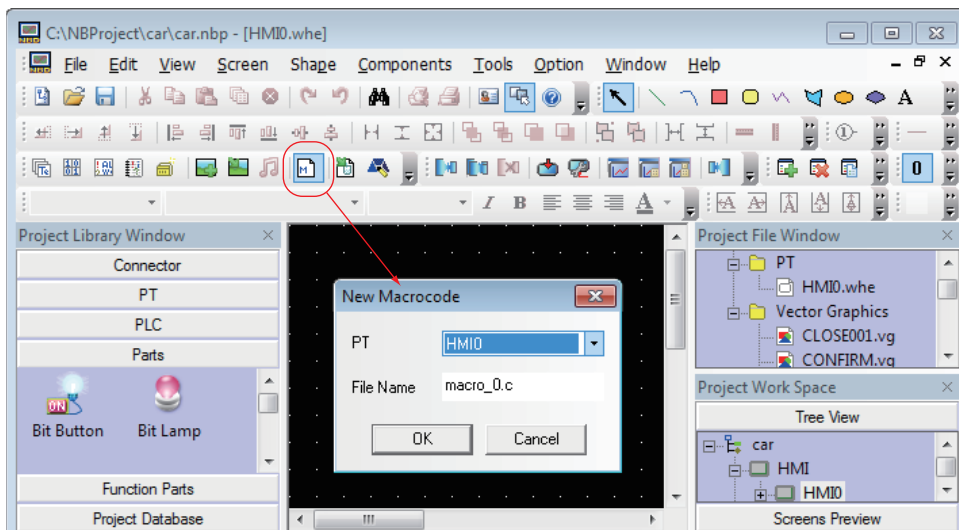 C:\NBProject\car\car.nbp - [HMI0.whe]
File Edit View Screen Shape Components Tools Option Window Help
A
M
0
I B A
Project Library Window
Connector
PT
PLC
Parts
ON
Bit Button Bit Lamp
Function Parts
Project Database
New Macrocode
PT HMI0
File Name macro_0.c
OK Cancel
Project File Window
PT
HMI0.whe
Vector Graphics
CLOSE001.vg
CONFIRM.vg
Project Work Space
Tree View
car
HMI
HMI0
Screens Preview